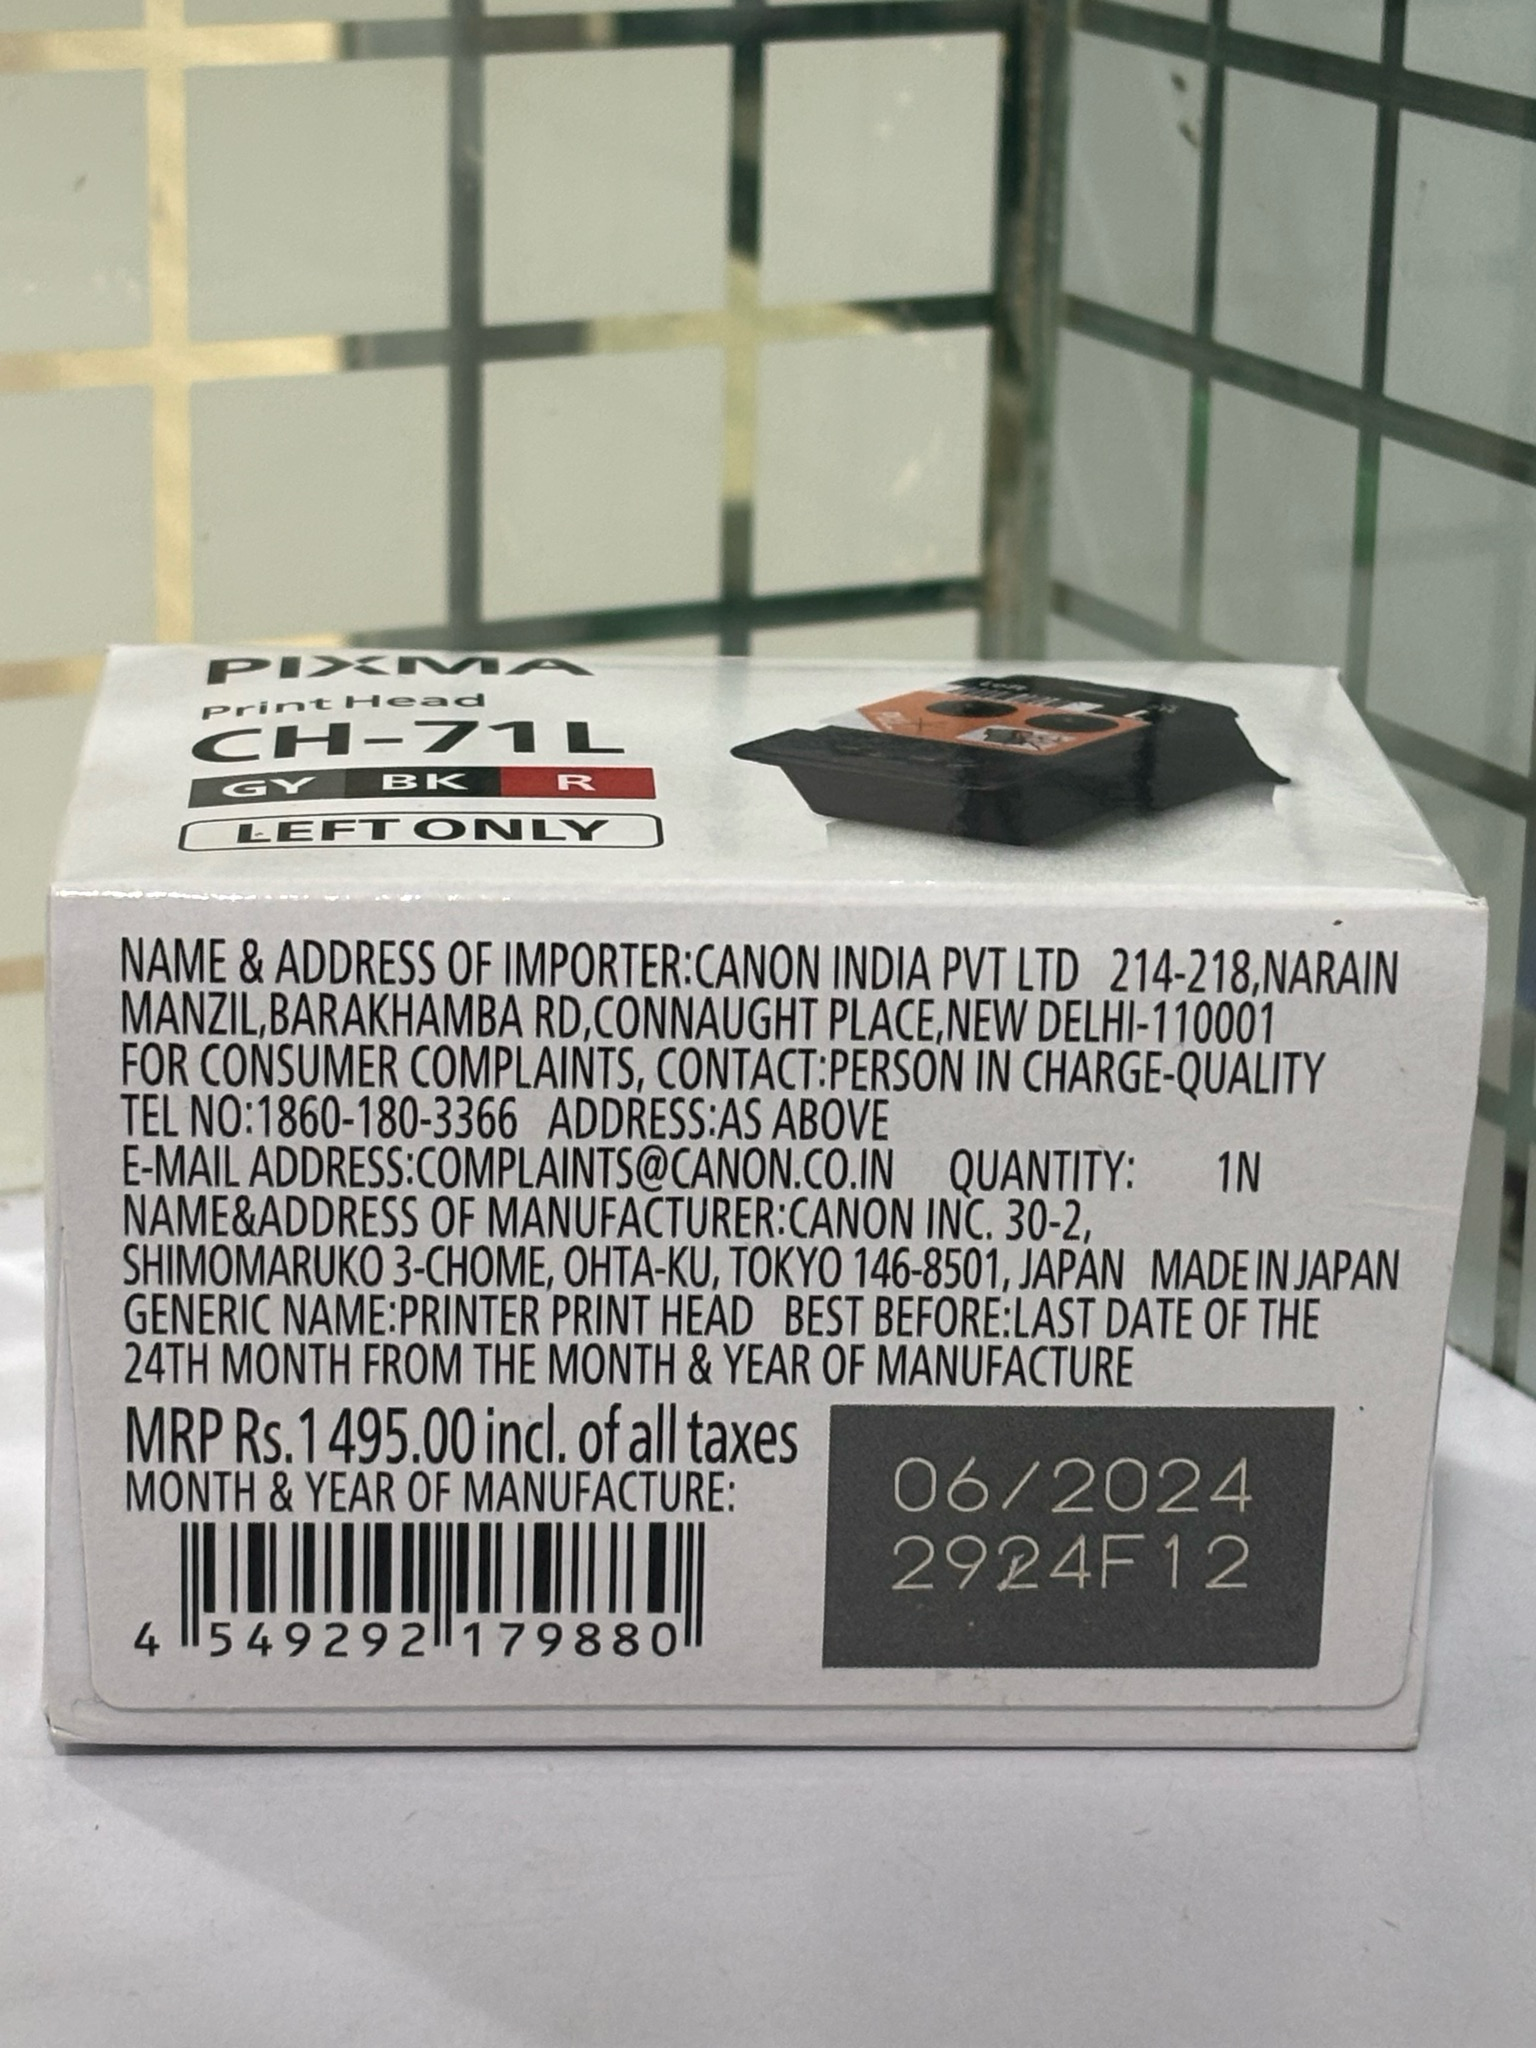 PIXMA
Print Head
CH-71L
GY BK R
LEFT ONLY
NAME & ADDRESS OF IMPORTER:CANON INDIA PVT LTD 214-218,NARAIN
MANZIL,BARAKHAMBA RD,CONNAUGHT PLACE,NEW DELHI-110001
FOR CONSUMER COMPLAINTS, CONTACT:PERSON IN CHARGE-QUALITY
TEL NO:1860-180-3366 ADDRESS:AS ABOVE
E-MAIL ADDRESS:COMPLAINTS@CANON.CO.IN QUANTITY: 1N
NAME&ADDRESS OF MANUFACTURER:CANON INC. 30-2,
SHIMOMARUKO 3-CHOME, OHTA-KU, TOKYO 146-8501, JAPAN MADE IN JAPAN
GENERIC NAME:PRINTER PRINT HEAD BEST BEFORE:LAST DATE OF THE
24TH MONTH FROM THE MONTH & YEAR OF MANUFACTURE
MRP Rs.1495.00 incl. of all taxes
MONTH & YEAR OF MANUFACTURE:
06/2024
2924F12
4 549292 179880